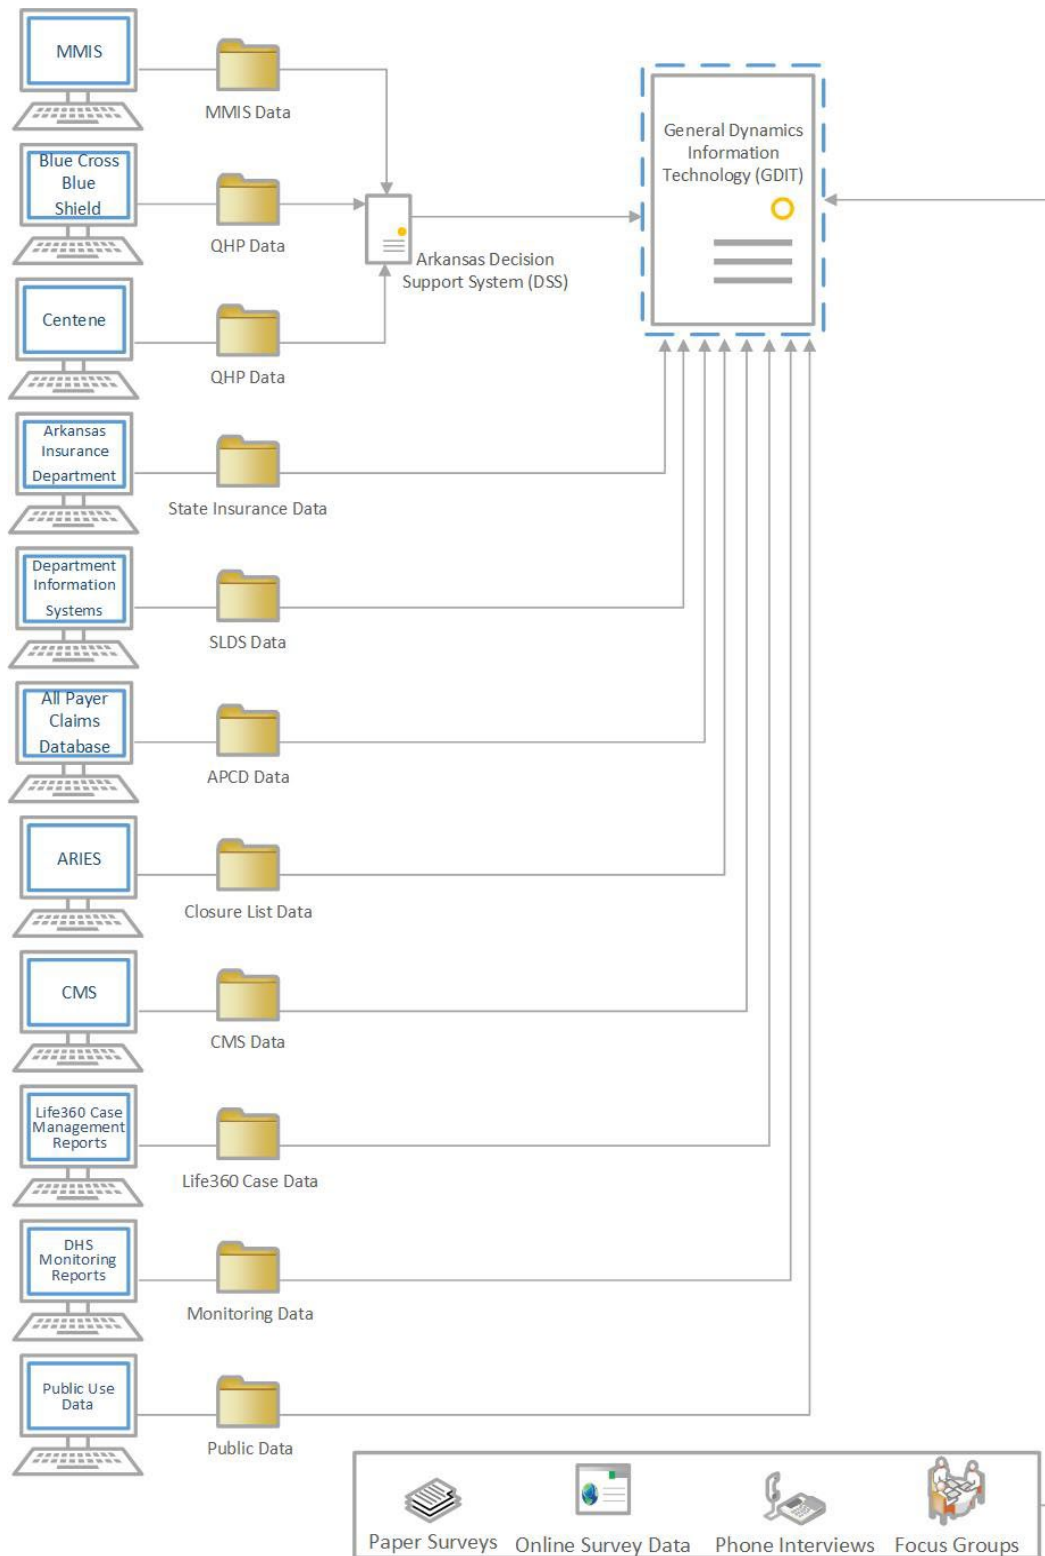 MMIS
MMIS Data
Blue Cross
Blue
Shield
QHP Data
Centene
QHP Data
Arkansas Decision
Support System (DSS)
General Dynamics
Information
Technology (GDIT)
Arkansas
Insurance
Department
State Insurance Data
Department
Information
Systems
SLDS Data
All Payer
Claims
Database
APCD Data
ARIES
Closure List Data
CMS
CMS Data
Life360 Case
Management
Reports
Life360 Case Data
DHS
Monitoring
Reports
Monitoring Data
Public Use
Data
Public Data
Paper Surveys
Online Survey Data
Phone Interviews
Focus Groups